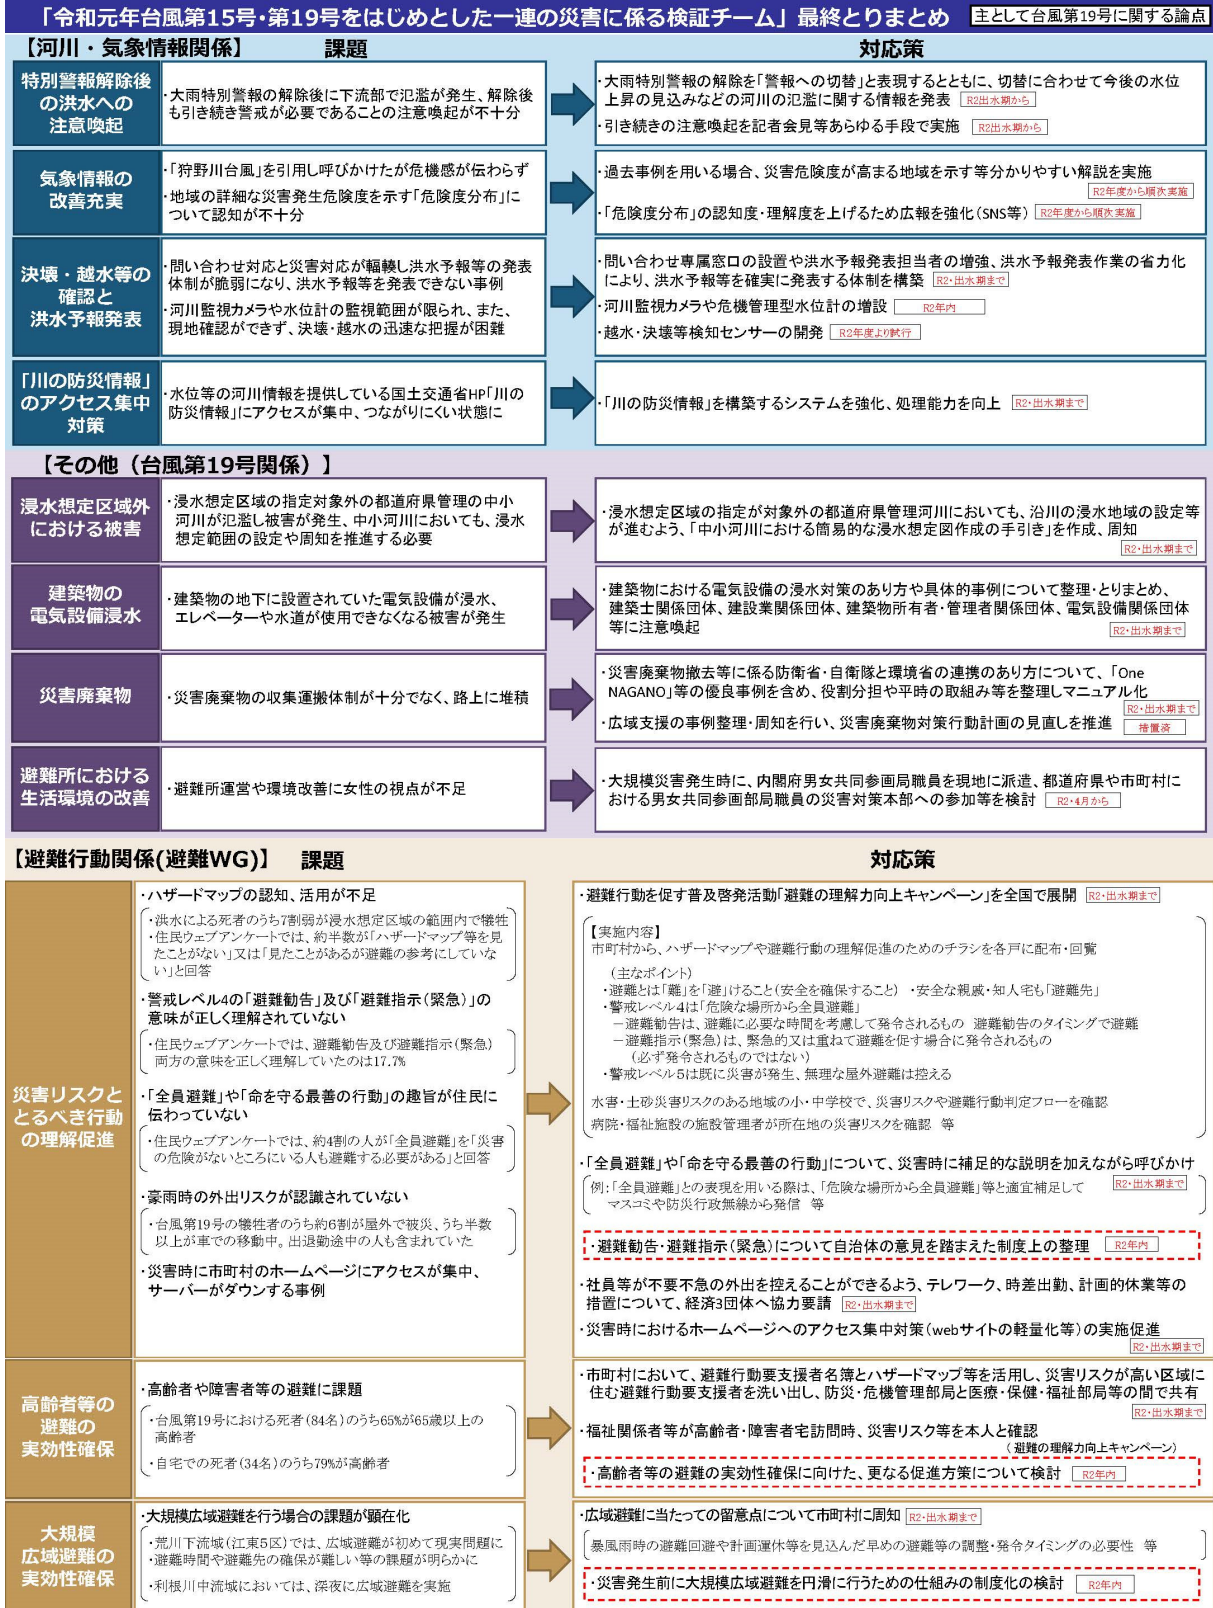 「令和元年台風第15号・第19号をはじめとした一連の災害に係る検証チーム」最終とりまとめ
主として台風第19号に関する論点
【河川・気象情報関係】
課題
対応策
特別警報解除後
の洪水への
注意喚起
・大雨特別警報の解除後に下流部で氾濫が発生、解除後
も引き続き警戒が必要であることの注意喚起が不十分
・大雨特別警報の解除を「警報への切替」と表現するとともに、切替に合わせて今後の水位
上昇の見込みなどの河川の氾濫に関する情報を発表 R2出水期から
・引き続きの注意喚起を記者会見等あらゆる手段で実施 R2出水期から
気象情報の
改善充実
・「狩野川台風」を引用し呼びかけたが危機感が伝わらず
・地域の詳細な災害発生危険度を示す「危険度分布」に
ついて認知が不十分
・過去事例を用いる場合、災害危険度が高まる地域を示す等分かりやすい解説を実施
R2年度から順次実施
・「危険度分布」の認知度・理解度を上げるため広報を強化(SNS等) R2年度から順次実施
決壊・越水等の
確認と
洪水予報発表
・問い合わせ対応と災害対応が輻輳し洪水予報等の発表
体制が脆弱になり、洪水予報等を発表できない事例
・河川監視カメラや水位計の監視範囲が限られ、また、
現地確認ができず、決壊・越水の迅速な把握が困難
・問い合わせ専属窓口の設置や洪水予報発表担当者の増強、洪水予報発表作業の省力化
により、洪水予報等を確実に発表する体制を構築 R2・出水期まで
・河川監視カメラや危機管理型水位計の増設 R2年内
・越水・決壊等検知センサーの開発 R2年度より試行
「川の防災情報」
のアクセス集中
対策
・水位等の河川情報を提供している国土交通省HP「川の
防災情報」にアクセスが集中、つながりにくい状態に
・「川の防災情報」を構築するシステムを強化、処理能力を向上 R2・出水期まで
【その他（台風第19号関係）】
浸水想定区域外
における被害
・浸水想定区域の指定対象外の都道府県管理の中小
河川が氾濫し被害が発生、中小河川においても、浸水
想定範囲の設定や周知を推進する必要
・浸水想定区域の指定が対象外の都道府県管理河川においても、沿川の浸水地域の設定等
が進むよう、「中小河川における簡易的な浸水想定図作成の手引き」を作成、周知
R2・出水期まで
建築物の
電気設備浸水
・建築物の地下に設置されていた電気設備が浸水、
エレベーターや水道が使用できなくなる被害が発生
・建築物における電気設備の浸水対策のあり方や具体的事例について整理・とりまとめ、
建築士関係団体、建設業関係団体、建築物所有者・管理者関係団体、電気設備関係団体
等に注意喚起 R2・出水期まで
災害廃棄物
・災害廃棄物の収集運搬体制が十分でなく、路上に堆積
・災害廃棄物撤去等に係る防衛省・自衛隊と環境省の連携のあり方について、「One
NAGANO」等の優良事例を含め、役割分担や平時の取組み等を整理しマニュアル化
R2・出水期まで
・広域支援の事例整理・周知を行い、災害廃棄物対策行動計画の見直しを推進 措置済
避難所における
生活環境の改善
・避難所運営や環境改善に女性の視点が不足
・大規模災害発生時に、内閣府男女共同参画局職員を現地に派遣、都道府県や市町村に
おける男女共同参画部局職員の災害対策本部への参加等を検討 R2・4月から
【避難行動関係(避難WG)】
課題
対応策
災害リスクと
とるべき行動
の理解促進
・ハザードマップの認知、活用が不足
・洪水による死者のうち7割弱が浸水想定区域の範囲内で犠牲
・住民ウェブアンケートでは、約半数が「ハザードマップ等を見
たことがない」又は「見たことがあるが避難の参考にしていな
い」と回答
・警戒レベル4の「避難勧告」及び「避難指示(緊急)」の
意味が正しく理解されていない
・住民ウェブアンケートでは、避難勧告及び避難指示(緊急)
両方の意味を正しく理解していたのは17.7%
・「全員避難」や「命を守る最善の行動」の趣旨が住民に
伝わっていない
・住民ウェブアンケートでは、約4割の人が「全員避難」を「災害
の危険がないところにいる人も避難する必要がある」と回答
・豪雨時の外出リスクが認識されていない
・台風第19号の犠牲者のうち約6割が屋外で被災、うち半数
以上が車での移動中。出退勤途中の人も含まれていた
・災害時に市町村のホームページにアクセスが集中、
サーバーがダウンする事例
・避難行動を促す普及啓発活動「避難の理解力向上キャンペーン」を全国で展開 R2・出水期まで
【実施内容】
市町村から、ハザードマップや避難行動の理解促進のためのチラシを各戸に配布・回覧
(主なポイント)
・避難とは「難」を「避」けること(安全を確保すること) ・安全な親戚・知人宅も「避難先」
・警戒レベル4は「危険な場所から全員避難」
－避難勧告は、避難に必要な時間を考慮して発令されるもの 避難勧告のタイミングで避難
－避難指示(緊急)は、緊急的又は重ねて避難を促す場合に発令されるもの
(必ず発令されるものではない)
・警戒レベル5は既に災害が発生、無理な屋外避難は控える
水害・土砂災害リスクのある地域の小・中学校で、災害リスクや避難行動判定フローを確認
病院・福祉施設の施設管理者が所在地の災害リスクを確認 等
・「全員避難」や「命を守る最善の行動」について、災害時に補足的な説明を加えながら呼びかけ
例:「全員避難」との表現を用いる際は、「危険な場所から全員避難」等と適宜補足して R2・出水期まで
マスコミや防災行政無線から発信 等
・避難勧告・避難指示(緊急)について自治体の意見を踏まえた制度上の整理 R2年内
・社員等が不要不急の外出を控えることができるよう、テレワーク、時差出勤、計画的休業等の
措置について、経済3団体へ協力要請 R2・出水期まで
・災害時におけるホームページへのアクセス集中対策(webサイトの軽量化等)の実施促進
R2・出水期まで
高齢者等の
避難の
実効性確保
・高齢者や障害者等の避難に課題
・台風第19号における死者(84名)のうち65%が65歳以上の
高齢者
・自宅での死者(34名)のうち79%が高齢者
・市町村において、避難行動要支援者名簿とハザードマップ等を活用し、災害リスクが高い区域に
住む避難行動要支援者を洗い出し、防災・危機管理部局と医療・保健・福祉部局等の間で共有
R2・出水期まで
・福祉関係者等が高齢者・障害者宅訪問時、災害リスク等を本人と確認
(避難の理解力向上キャンペーン)
・高齢者等の避難の実効性確保に向けた、更なる促進方策について検討 R2年内
大規模
広域避難の
実効性確保
・大規模広域避難を行う場合の課題が顕在化
・荒川下流域(江東5区)では、広域避難が初めて現実問題に
・避難時間や避難先の確保が難しい等の課題が明らかに
・利根川中流域においては、深夜に広域避難を実施
・広域避難に当たっての留意点について市町村に周知 R2・出水期まで
暴風雨時の避難回避や計画運休等を見込んだ早めの避難等の調整・発令タイミングの必要性 等
・災害発生前に大規模広域避難を円滑に行うための仕組みの制度化の検討 R2年内